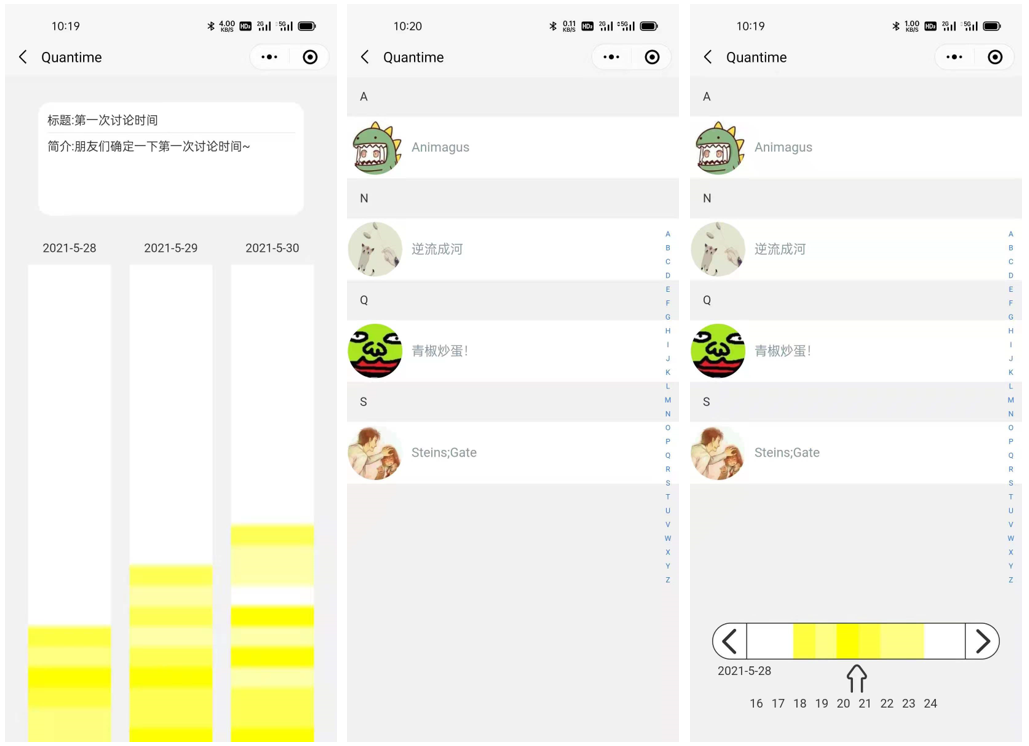 10:19
4.00
KB/S
HD
2G
5G
Quantime
标题:第一次讨论时间
简介:朋友们确定一下第一次讨论时间~
2021-5-28 2021-5-29 2021-5-30
10:20
0.11
KB/S
HD
2G
5G
Quantime
A
Animagus
N
逆流成河
Q
青椒炒蛋!
S
Steins;Gate
A
B
C
D
E
F
G
H
I
J
K
L
M
N
O
P
Q
R
S
T
U
V
W
X
Y
Z
10:19
1.00
KB/S
HD
2G
5G
Quantime
A
Animagus
N
逆流成河
Q
青椒炒蛋!
S
Steins;Gate
A
B
C
D
E
F
G
H
I
J
K
L
M
N
O
P
Q
R
S
T
U
V
W
X
Y
Z
2021-5-28
16 17 18 19 20 21 22 23 24